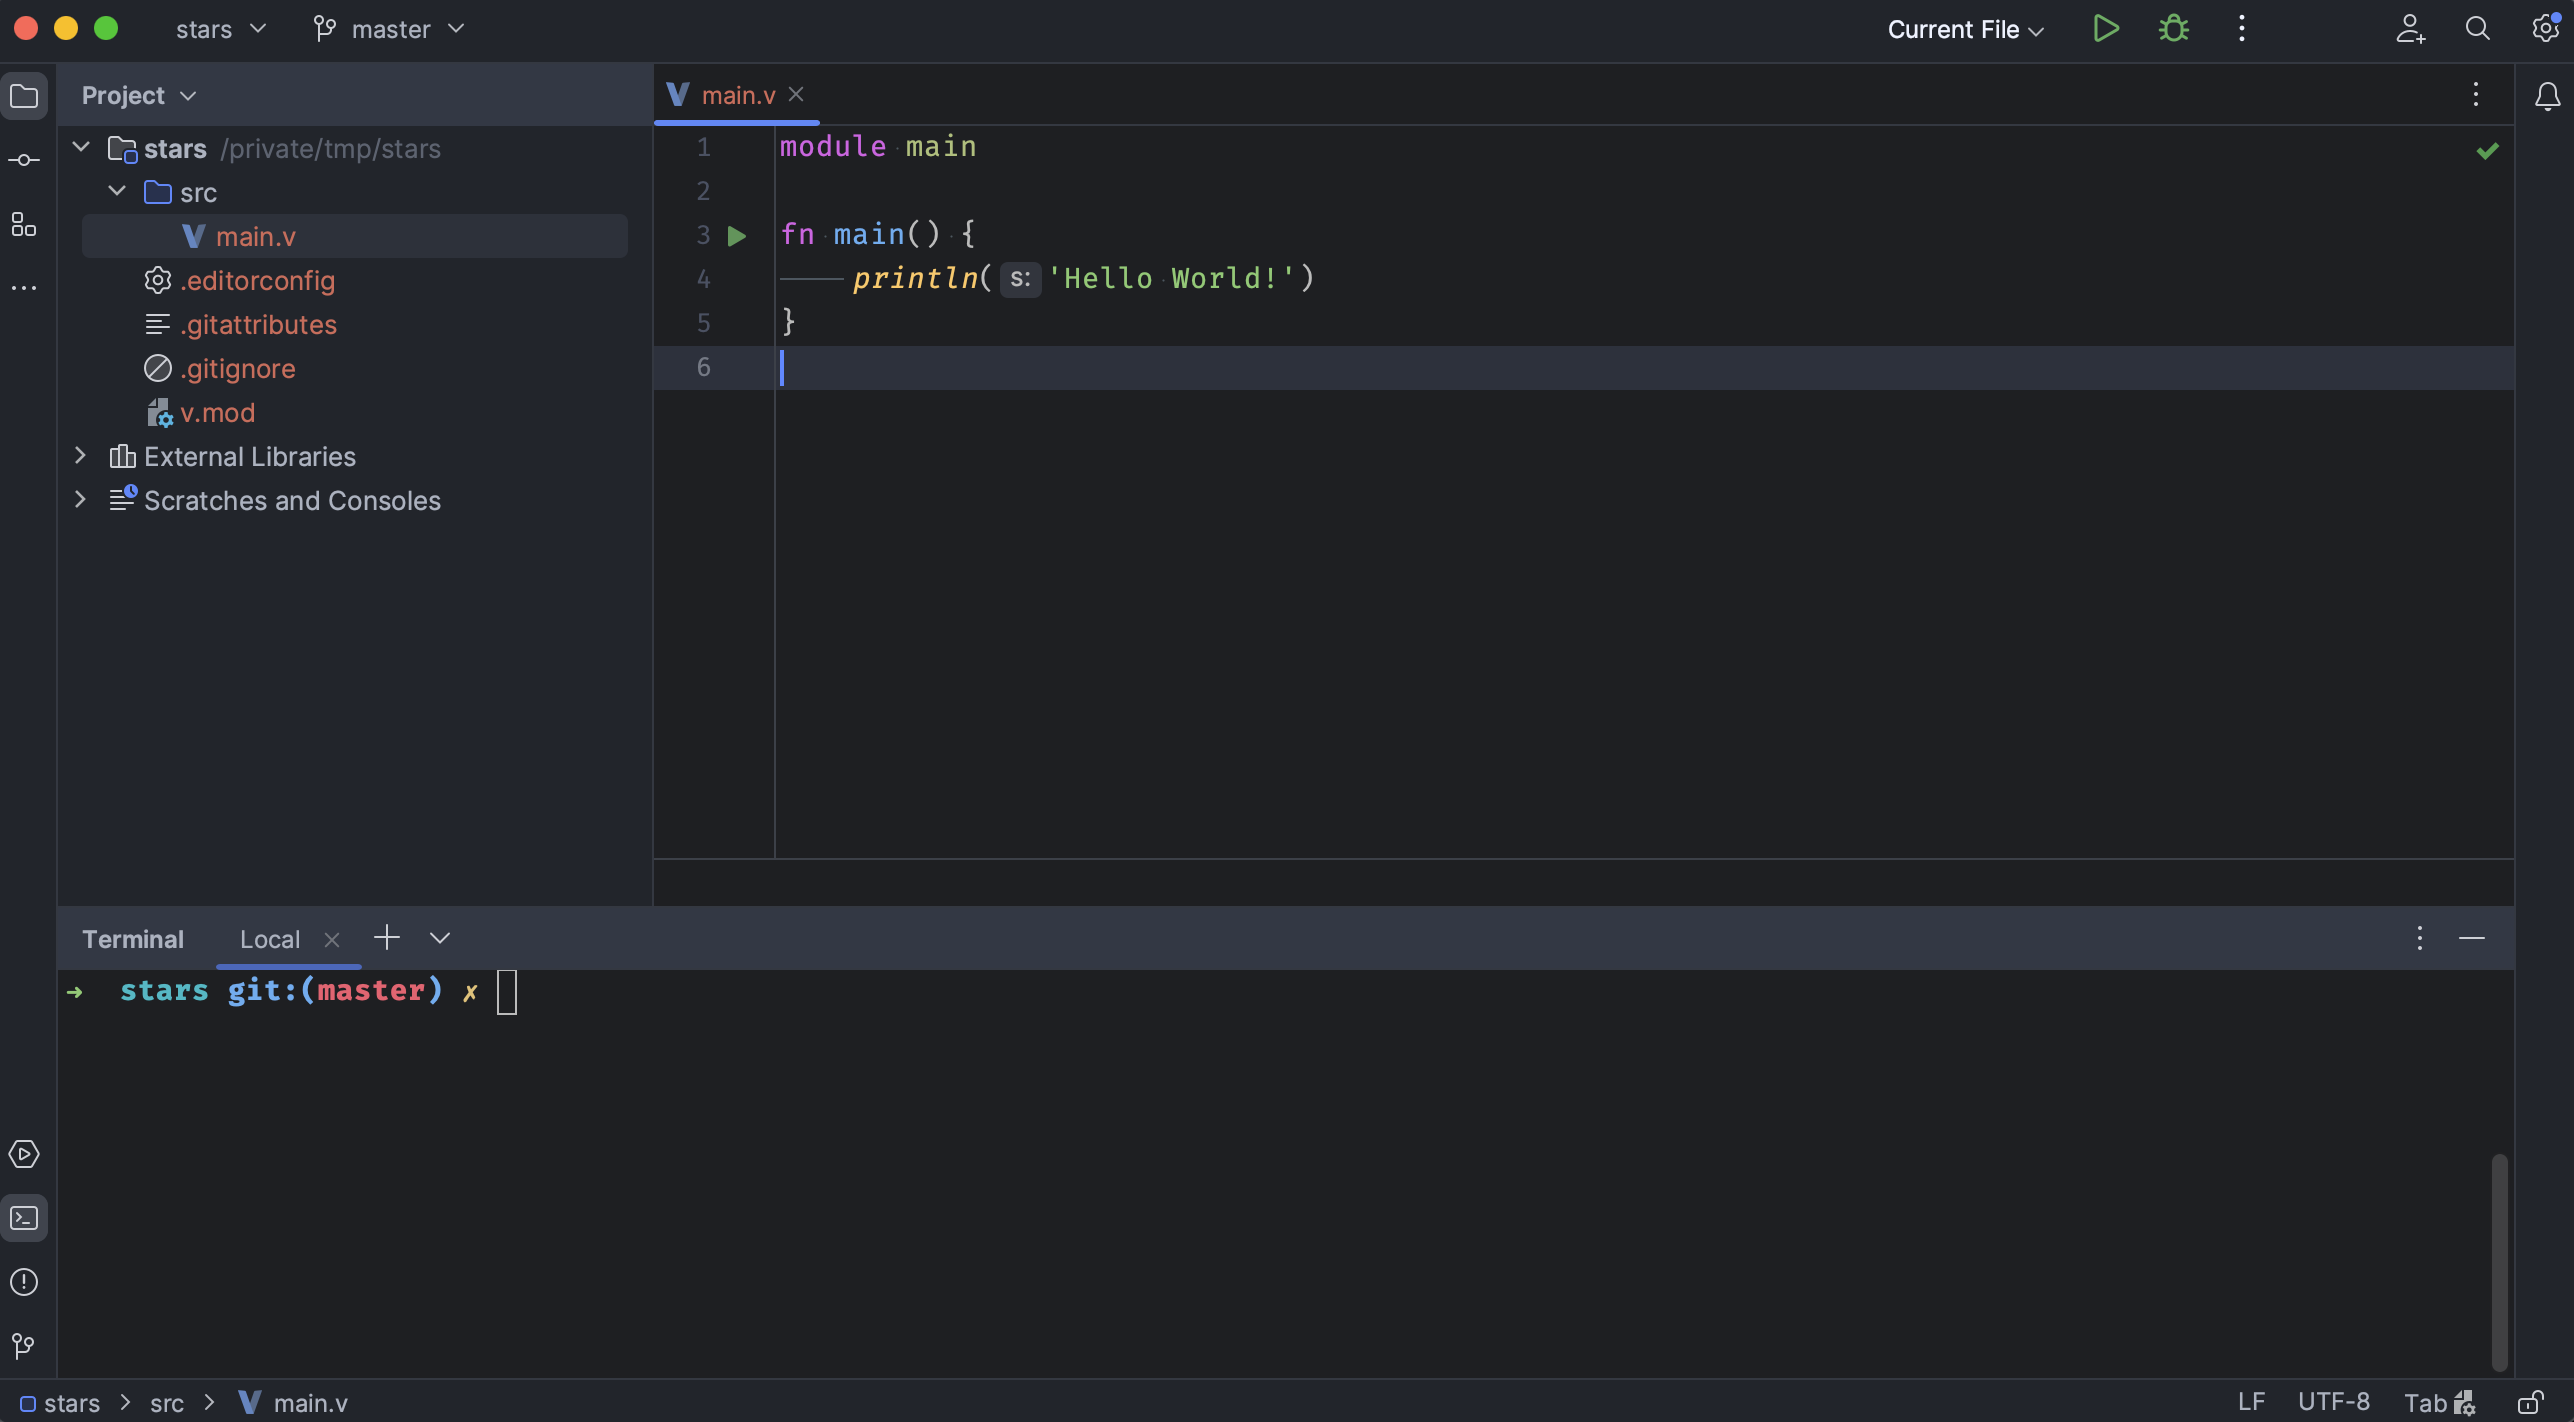 stars master Current File
Project
stars /private/tmp/stars
src
main.v
.editorconfig
.gitattributes
.gitignore
v.mod
External Libraries
Scratches and Consoles
main.v
1 module main
2
3 fn main() {
4 println( s: 'Hello World!')
5 }
6
Terminal Local
➜ stars git:(master) ✗
stars > src > main.v
LF UTF-8 Tab